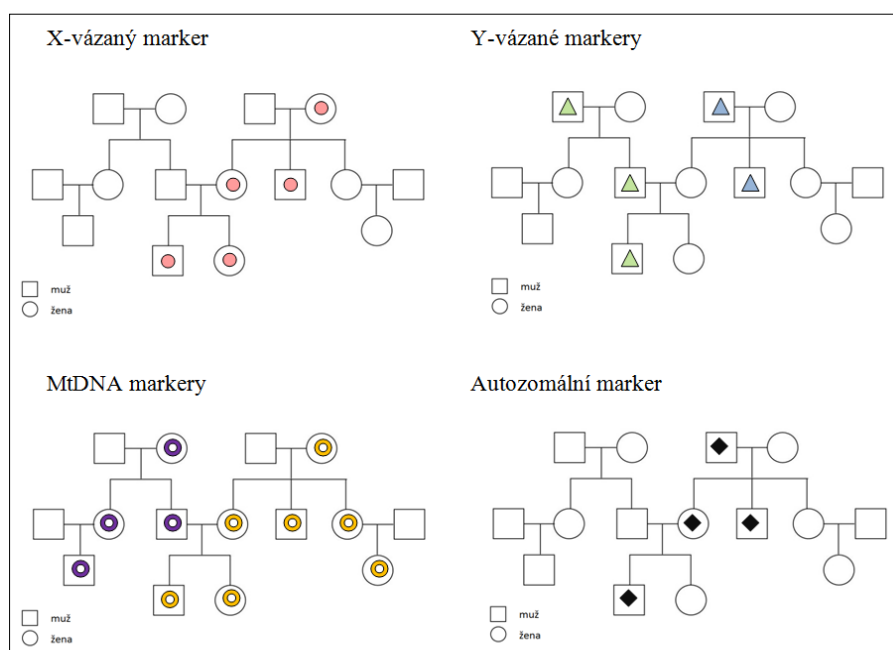 X-vázaný marker
Y-vázané markery
muž
žena
muž
žena
MtDNA markery
Autozomální marker
muž
žena
muž
žena